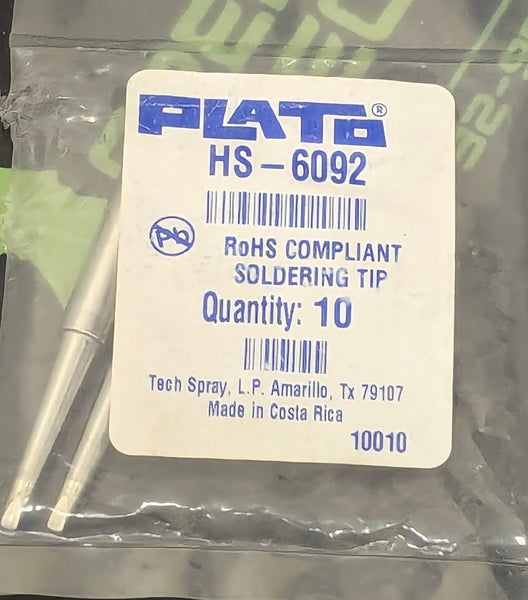 PLATO®
HS-6092
Pb
RoHS COMPLIANT
SOLDERING TIP
Quantity: 10
Tech Spray, L.P. Amarillo, Tx 79107
Made in Costa Rica
10010